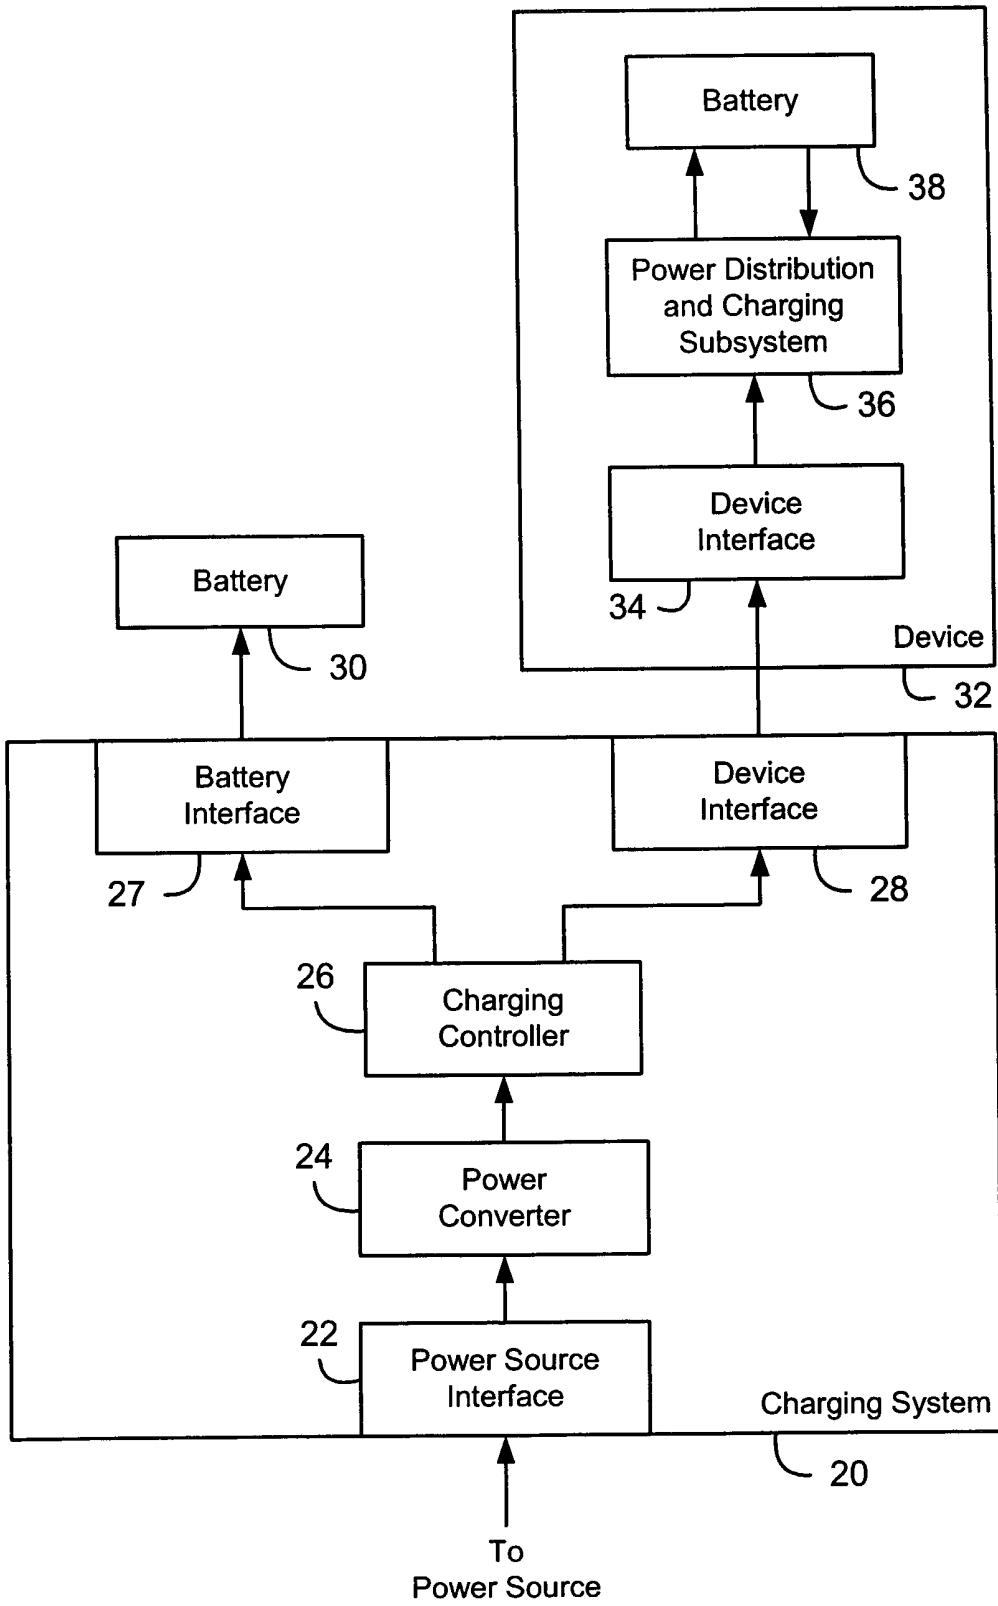 Battery
38
Power Distribution
and Charging
Subsystem
36
Device
Interface
34
Device
32
Battery
30
Battery
Interface
27
Device
Interface
28
26
Charging
Controller
24
Power
Converter
22
Power Source
Interface
Charging System
20
To
Power Source